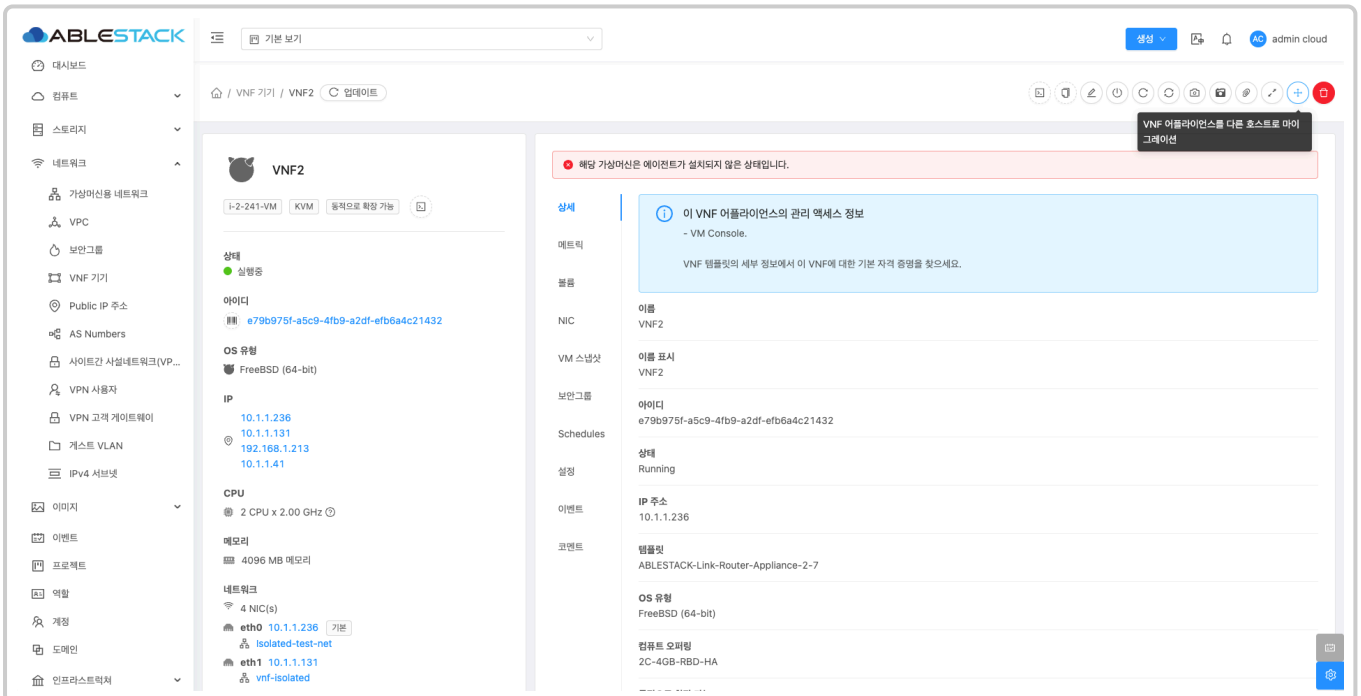 ABLESTACK
기본 보기
생성
AC
admin cloud
대시보드
컴퓨트
스토리지
네트워크
가상머신용 네트워크
VPC
보안그룹
VNF 기기
Public IP 주소
AS Numbers
사이트간 사설네트워크(VP...
VPN 사용자
VPN 고객 게이트웨이
게스트 VLAN
IPv4 서브넷
이미지
이벤트
프로젝트
역할
계정
도메인
인프라스트럭쳐
/ VNF 기기 / VNF2
업데이트
VNF 어플라이언스를 다른 호스트로 마이
그레이션
VNF2
i-2-241-VM
KVM
동적으로 확장 가능
상태
실행중
아이디
e79b975f-a5c9-4fb9-a2df-efb6a4c21432
OS 유형
FreeBSD (64-bit)
IP
10.1.1.236
10.1.1.131
192.168.1.213
10.1.1.41
CPU
2 CPU x 2.00 GHz
메모리
4096 MB 메모리
네트워크
4 NIC(s)
eth0 10.1.1.236 기본
Isolated-test-net
eth1 10.1.1.131
vnf-isolated
해당 가상머신은 에이전트가 설치되지 않은 상태입니다.
상세
메트릭
볼륨
NIC
VM 스냅샷
보안그룹
Schedules
설정
이벤트
코멘트
이 VNF 어플라이언스의 관리 액세스 정보
- VM Console.
VNF 템플릿의 세부 정보에서 이 VNF에 대한 기본 자격 증명을 찾으세요.
이름
VNF2
이름 표시
VNF2
아이디
e79b975f-a5c9-4fb9-a2df-efb6a4c21432
상태
Running
IP 주소
10.1.1.236
템플릿
ABLESTACK-Link-Router-Appliance-2-7
OS 유형
FreeBSD (64-bit)
컴퓨트 오퍼링
2C-4GB-RBD-HA